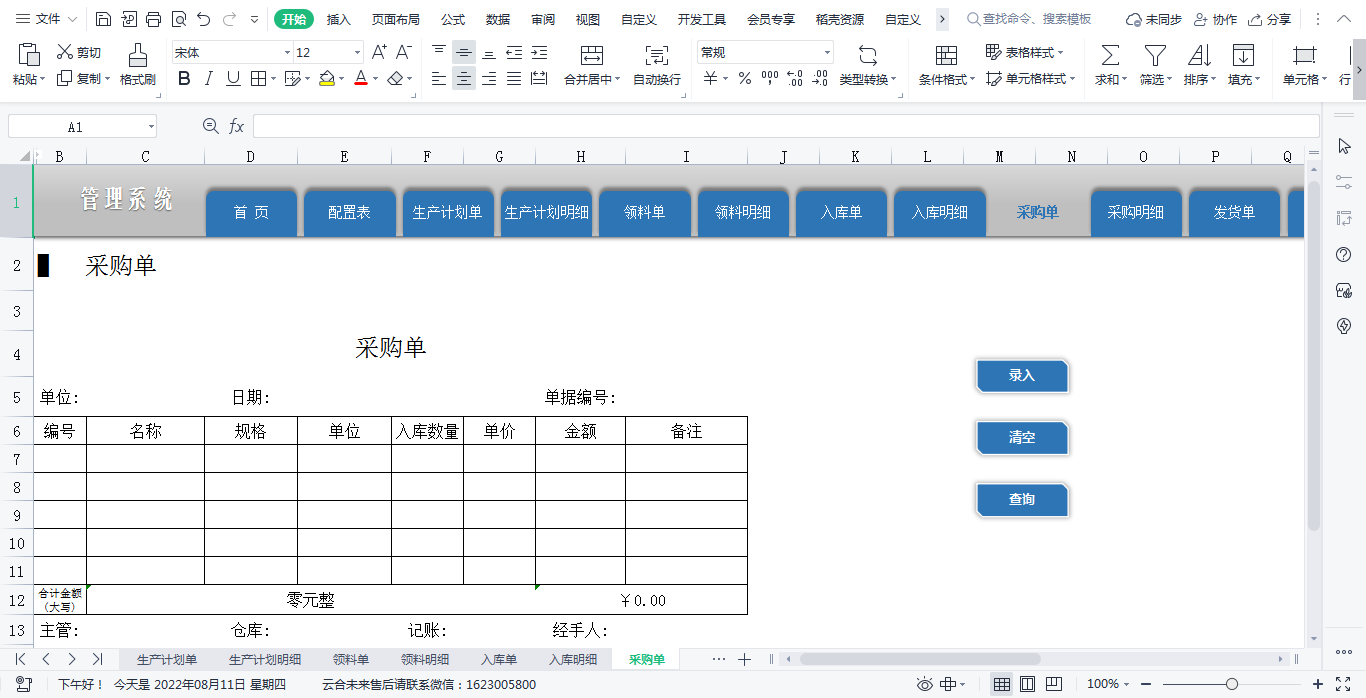 文件 开始 插入 页面布局 公式 数据 审阅 视图 自定义 开发工具 会员专享 稻壳资源 自定义 查找命令、搜索模板 未同步 协作 分享
粘贴 剪切 复制 格式刷 宋体 12 合并居中 自动换行 常规 类型转换 条件格式 表格样式 单元格样式 求和 筛选 排序 填充 单元格 行
A1 fx
B C D E F G H I J K L M N O P Q
1 管理系统 首 页 配置表 生产计划单 生产计划明细 领料单 领料明细 入库单 入库明细 采购单 采购明细 发货单
2 采购单
3
4 采购单
录入
5 单位: 日期: 单据编号:
6 编号 名称 规格 单位 入库数量 单价 金额 备注
清空
7
8
查询
9
10
11
12 合计金额(大写) 零元整 ￥0.00
13 主管: 仓库: 记账: 经手人:
生产计划单 生产计划明细 领料单 领料明细 入库单 入库明细 采购单
下午好！ 今天是 2022年08月11日 星期四 云合未来售后请联系微信：1623005800 100%